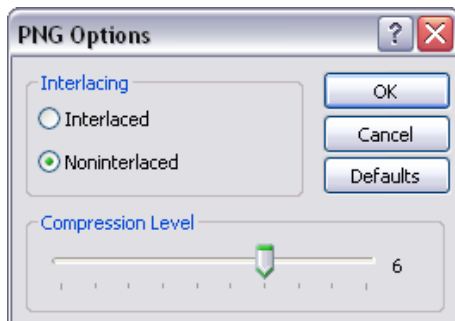 PNG Options
?
Interlacing
Interlaced
Noninterlaced
OK
Cancel
Defaults
Compression Level
6